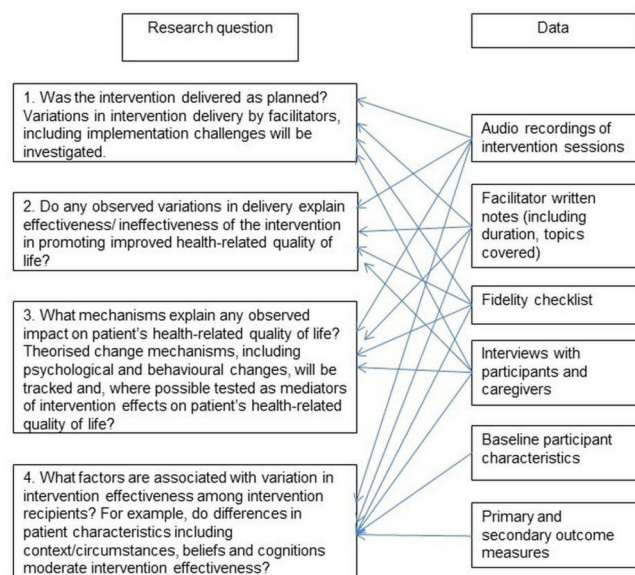 Research question
Data
1. Was the intervention delivered as planned?
Variations in intervention delivery by facilitators,
including implementation challenges will be
investigated.
2. Do any observed variations in delivery explain
effectiveness/ ineffectiveness of the intervention
in promoting improved health-related quality of
life?
3. What mechanisms explain any observed
impact on patient's health-related quality of life?
Theorised change mechanisms, including
psychological and behavioural changes, will be
tracked and, where possible tested as mediators
of intervention effects on patient's health-related
quality of life?
4. What factors are associated with variation in
intervention effectiveness among intervention
recipients? For example, do differences in
patient characteristics including
context/circumstances, beliefs and cognitions
moderate intervention effectiveness?
Audio recordings of
intervention sessions
Facilitator written
notes (including
duration, topics
covered)
Fidelity checklist
Interviews with
participants and
caregivers
Baseline participant
characteristics
Primary and
secondary outcome
measures